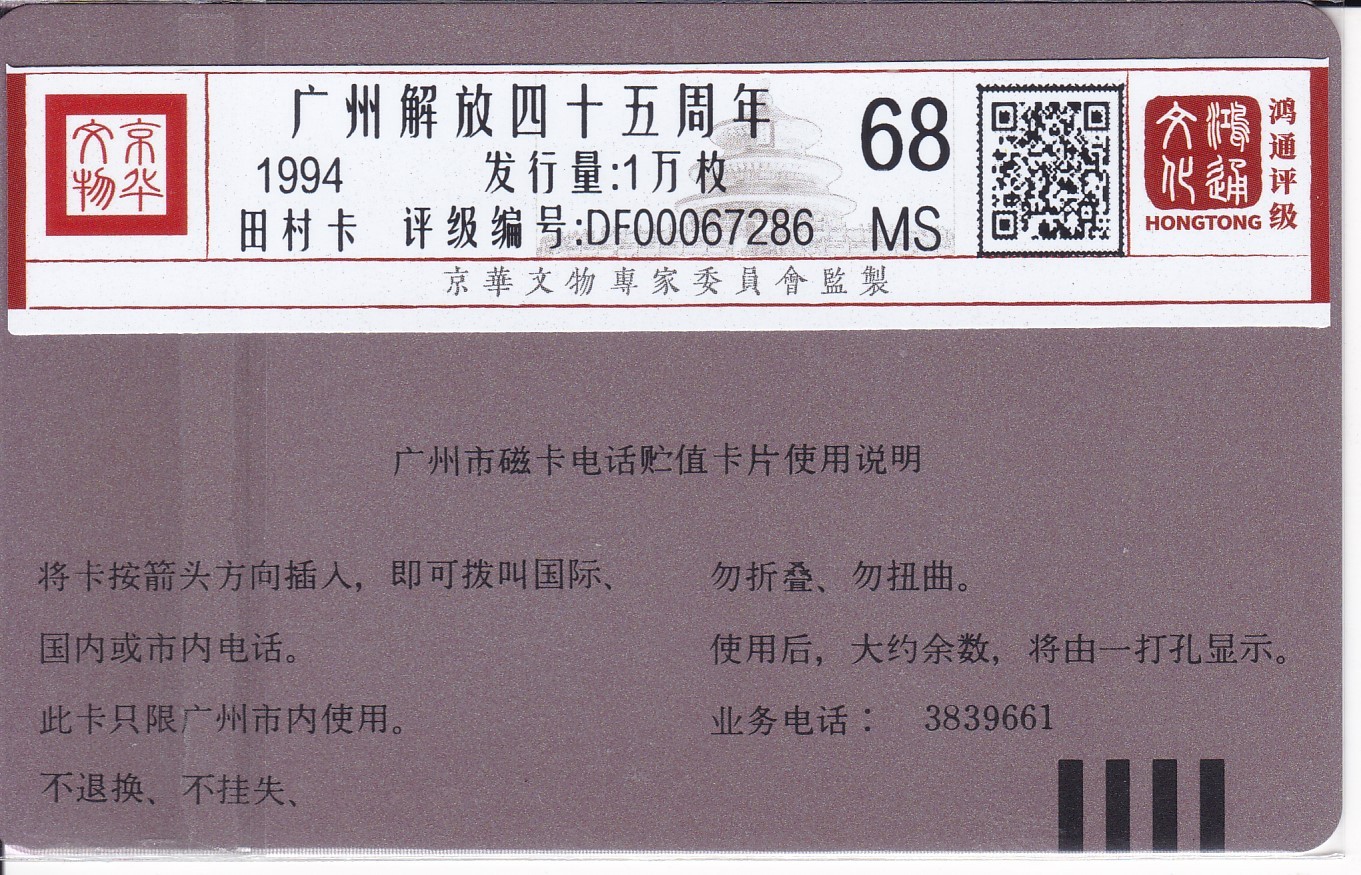 京华文物
广州解放四十五周年
1994 发行量:1万枚
田村卡 评级编号:DF00067286
68
MS
鸿通文化
HONGTONG
鸿通评级
京華文物專家委員會監製
广州市磁卡电话贮值卡片使用说明
将卡按箭头方向插入，即可拨叫国际、
国内或市内电话。
此卡只限广州市内使用。
不退换、不挂失、
勿折叠、勿扭曲。
使用后，大约余数，将由一打孔显示。
业务电话： 3839661